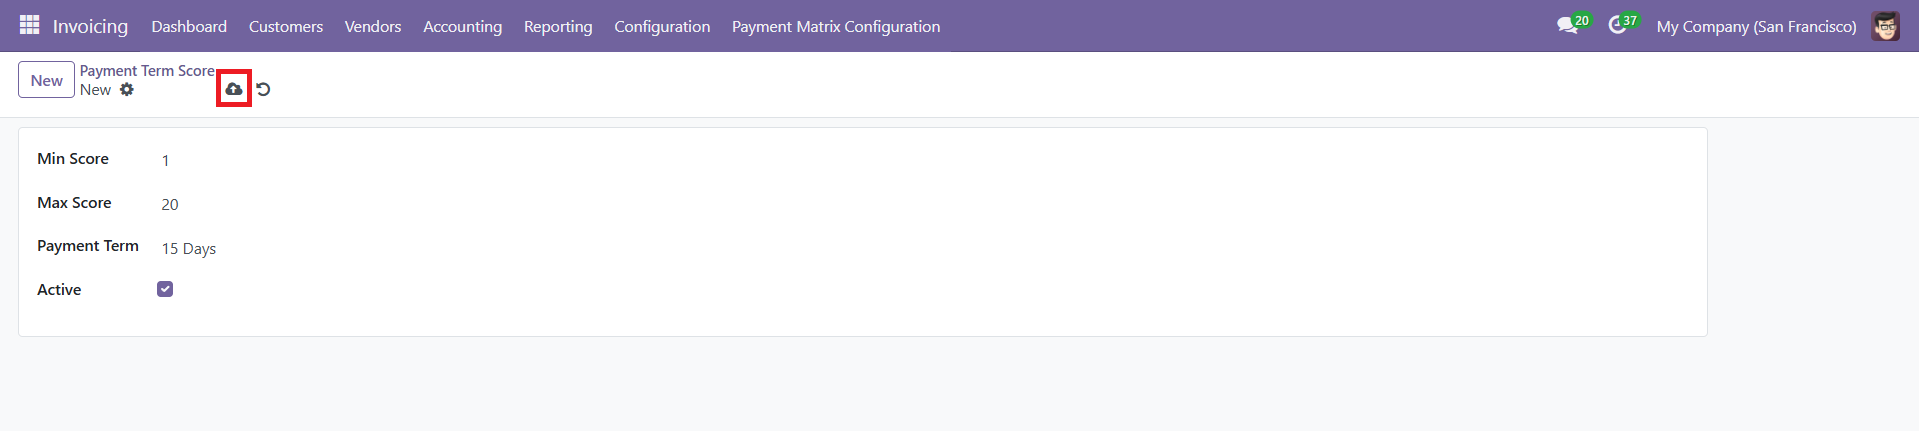 Invoicing Dashboard Customers Vendors Accounting Reporting Configuration Payment Matrix Configuration 20 37 My Company (San Francisco)
New
Payment Term Score
New
Min Score 1
Max Score 20
Payment Term 15 Days
Active